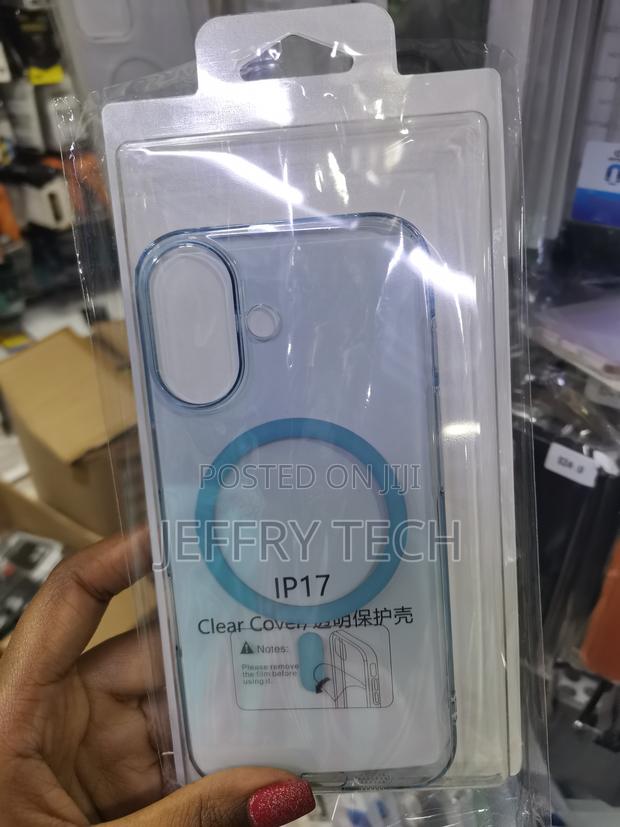 POSTED ON JIJI
JEFFRY TECH
IP17
Clear Cover/透明保护壳
Notes:
Please remove
the film before
using it.